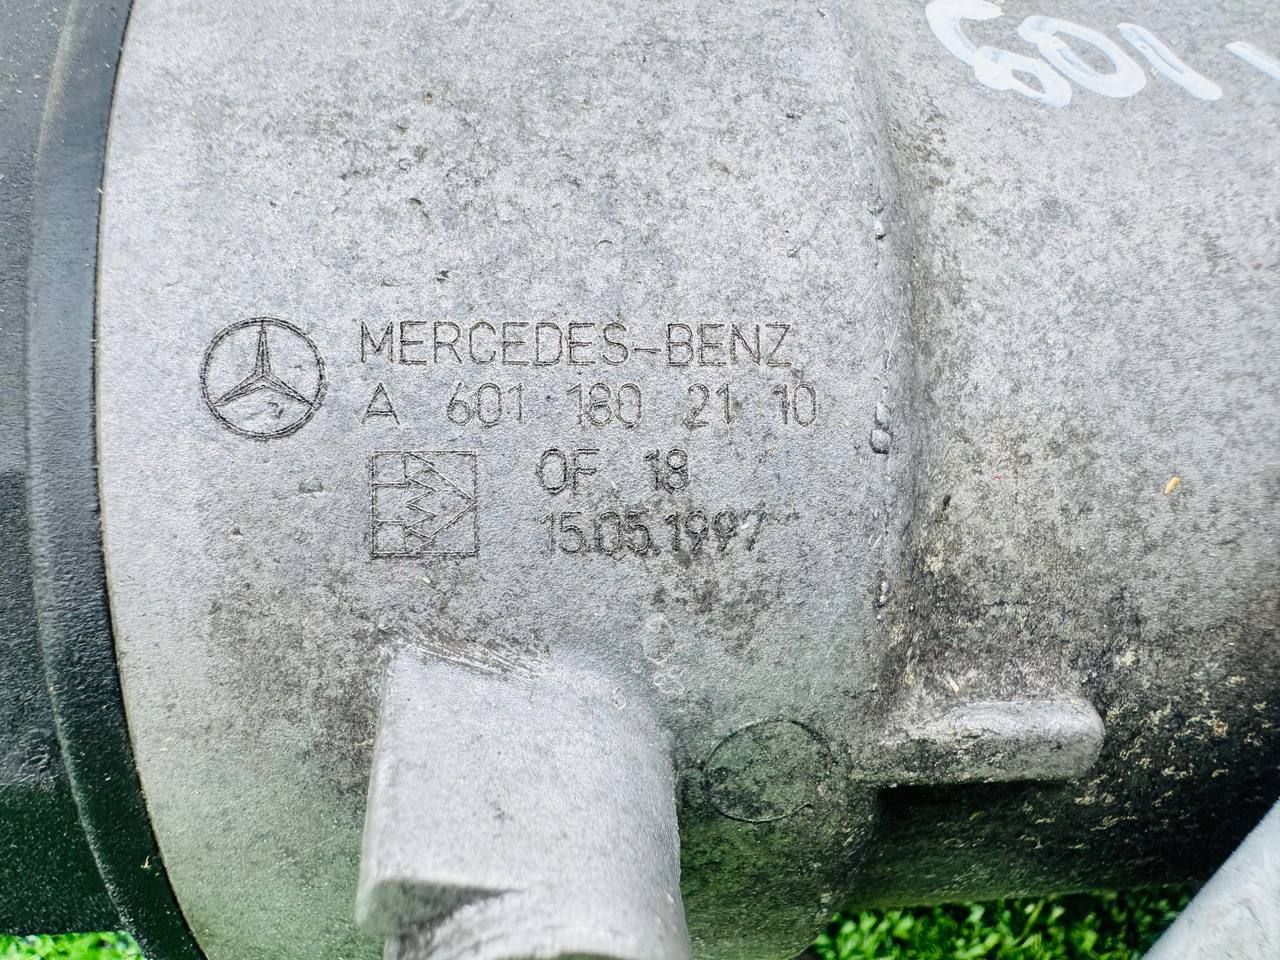 601
MERCEDES-BENZ
A 601 180 21 10
OF 18
15.05.1997